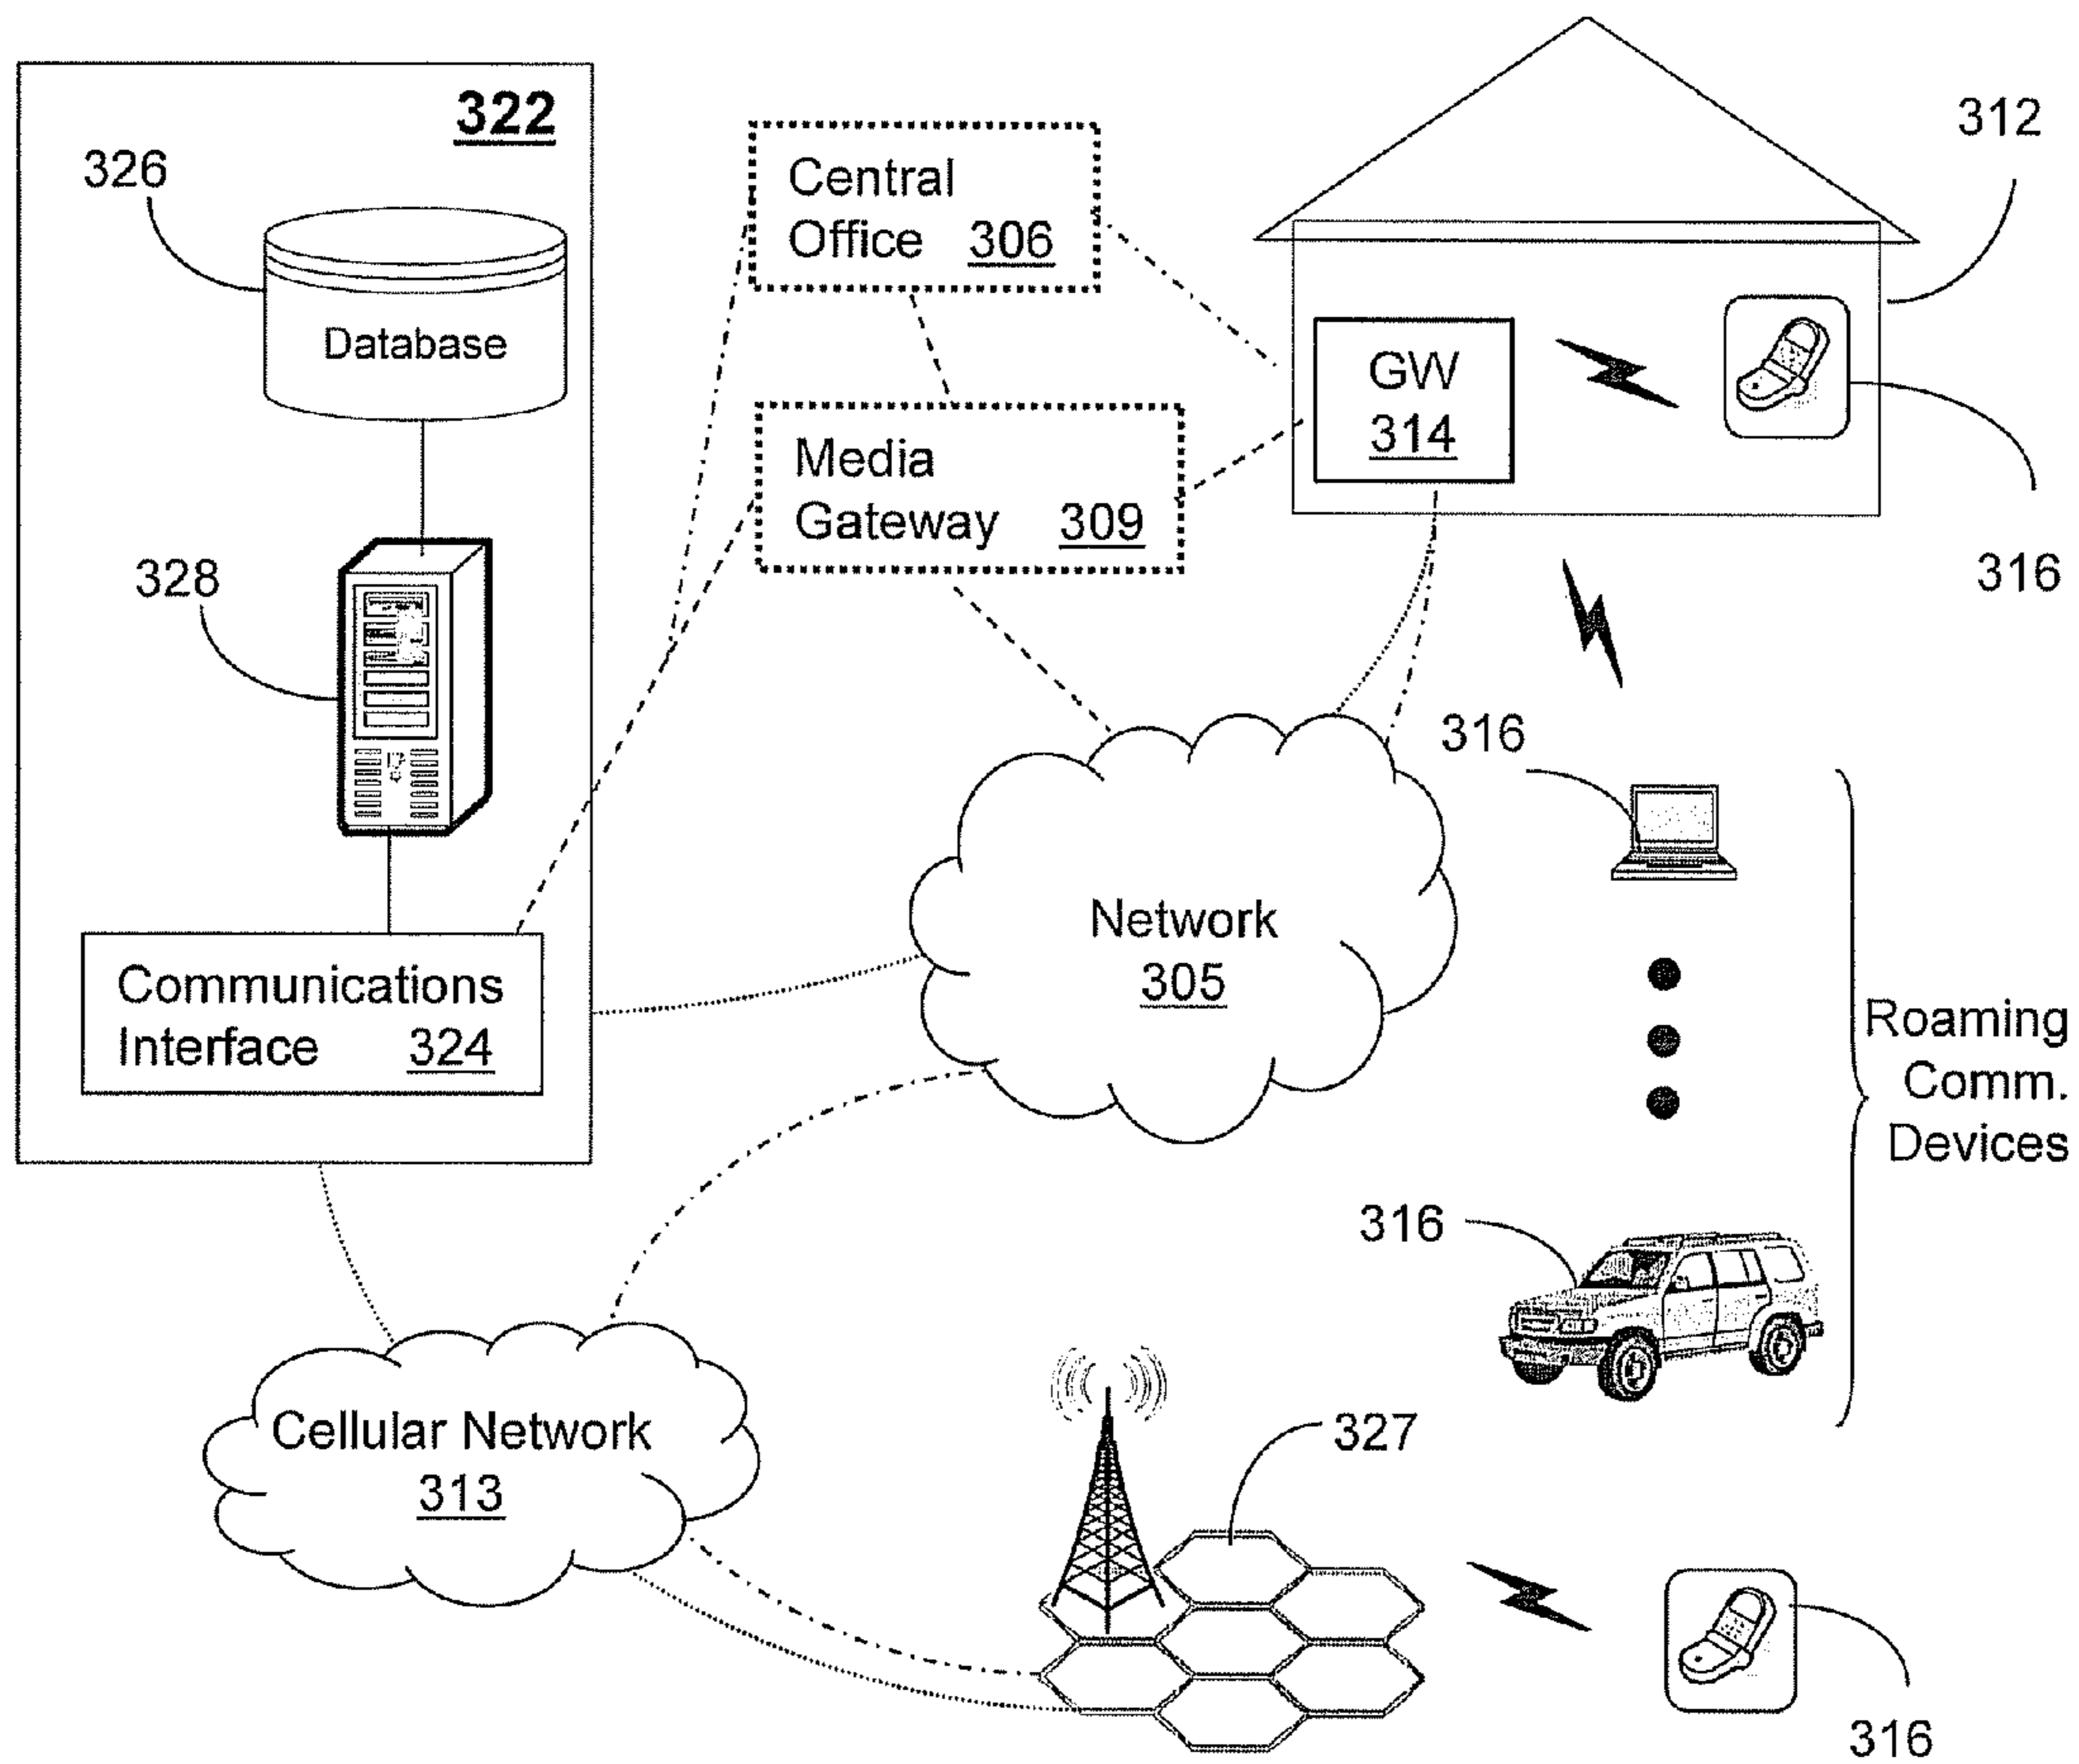 322
326
Database
328
Communications
Interface 324
Central
Office 306
Media
Gateway 309
312
GW
314
316
316
Network
305
Roaming
Comm.
Devices
316
Cellular Network
313
327
316